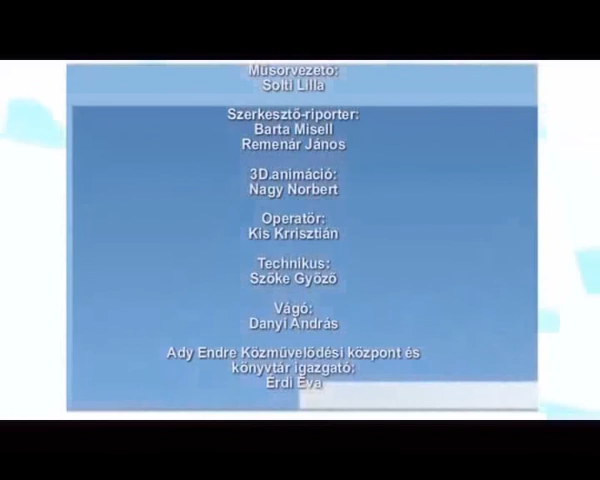 Műsorvezető:
Solti Lilla
Szerkesztő-riporter:
Barta Misell
Remenár János
3D.animáció:
Nagy Norbert
Operatőr:
Kis Krrisztián
Technikus:
Szőke Győző
Vágó:
Danyi András
Ady Endre Közművelődési központ és
könyvtár igazgató:
Érdi Éva